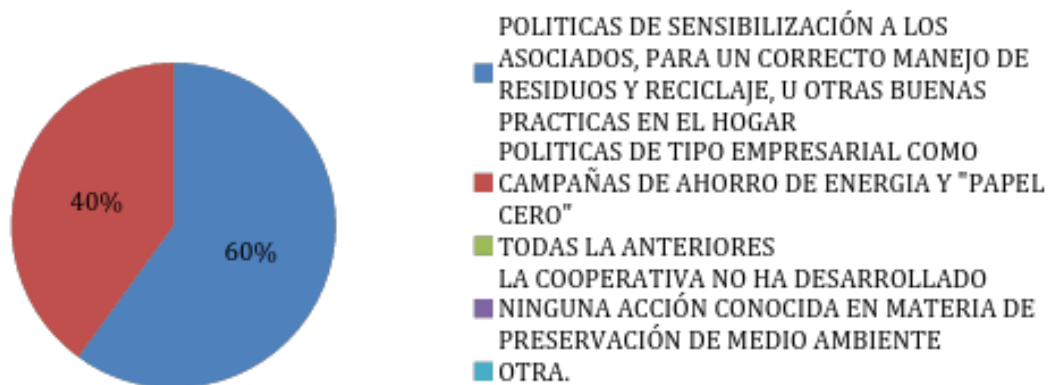 POLITICAS DE SENSIBILIZACIÓN A LOS
ASOCIADOS, PARA UN CORRECTO MANEJO DE
RESIDUOS Y RECICLAJE, U OTRAS BUENAS
PRACTICAS EN EL HOGAR
POLITICAS DE TIPO EMPRESARIAL COMO
CAMPAÑAS DE AHORRO DE ENERGIA Y "PAPEL
CERO"
TODAS LA ANTERIORES
LA COOPERATIVA NO HA DESARROLLADO
NINGUNA ACCIÓN CONOCIDA EN MATERIA DE
PRESERVACIÓN DE MEDIO AMBIENTE
OTRA.
40%
60%